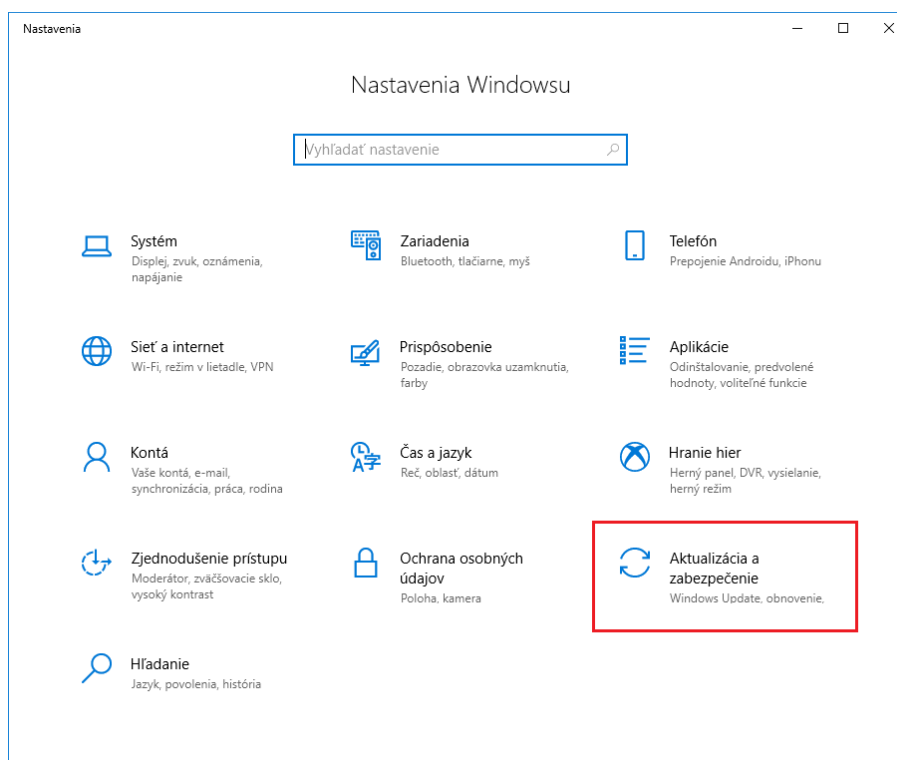 Nastavenia
Nastavenia Windowsu
Vyhľadať nastavenie
Systém
Displej, zvuk, oznámenia,
napájanie
Zariadenia
Bluetooth, tlačiarne, myš
Telefón
Prepojenie Androidu, iPhonu
Sieť a internet
Wi-Fi, režim v lietadle, VPN
Prispôsobenie
Pozadie, obrazovka uzamknutia,
farby
Aplikácie
Odinštalovanie, predvolené
hodnoty, voliteľné funkcie
Kontá
Vaše kontá, e-mail,
synchronizácia, práca, rodina
Čas a jazyk
Reč, oblasť, dátum
Hranie hier
Herný panel, DVR, vysielanie,
herný režim
Zjednodušenie prístupu
Moderátor, zväčšovacie sklo,
vysoký kontrast
Ochrana osobných
údajov
Poloha, kamera
Aktualizácia a
zabezpečenie
Windows Update, obnovenie,
Hľadanie
Jazyk, povolenia, história